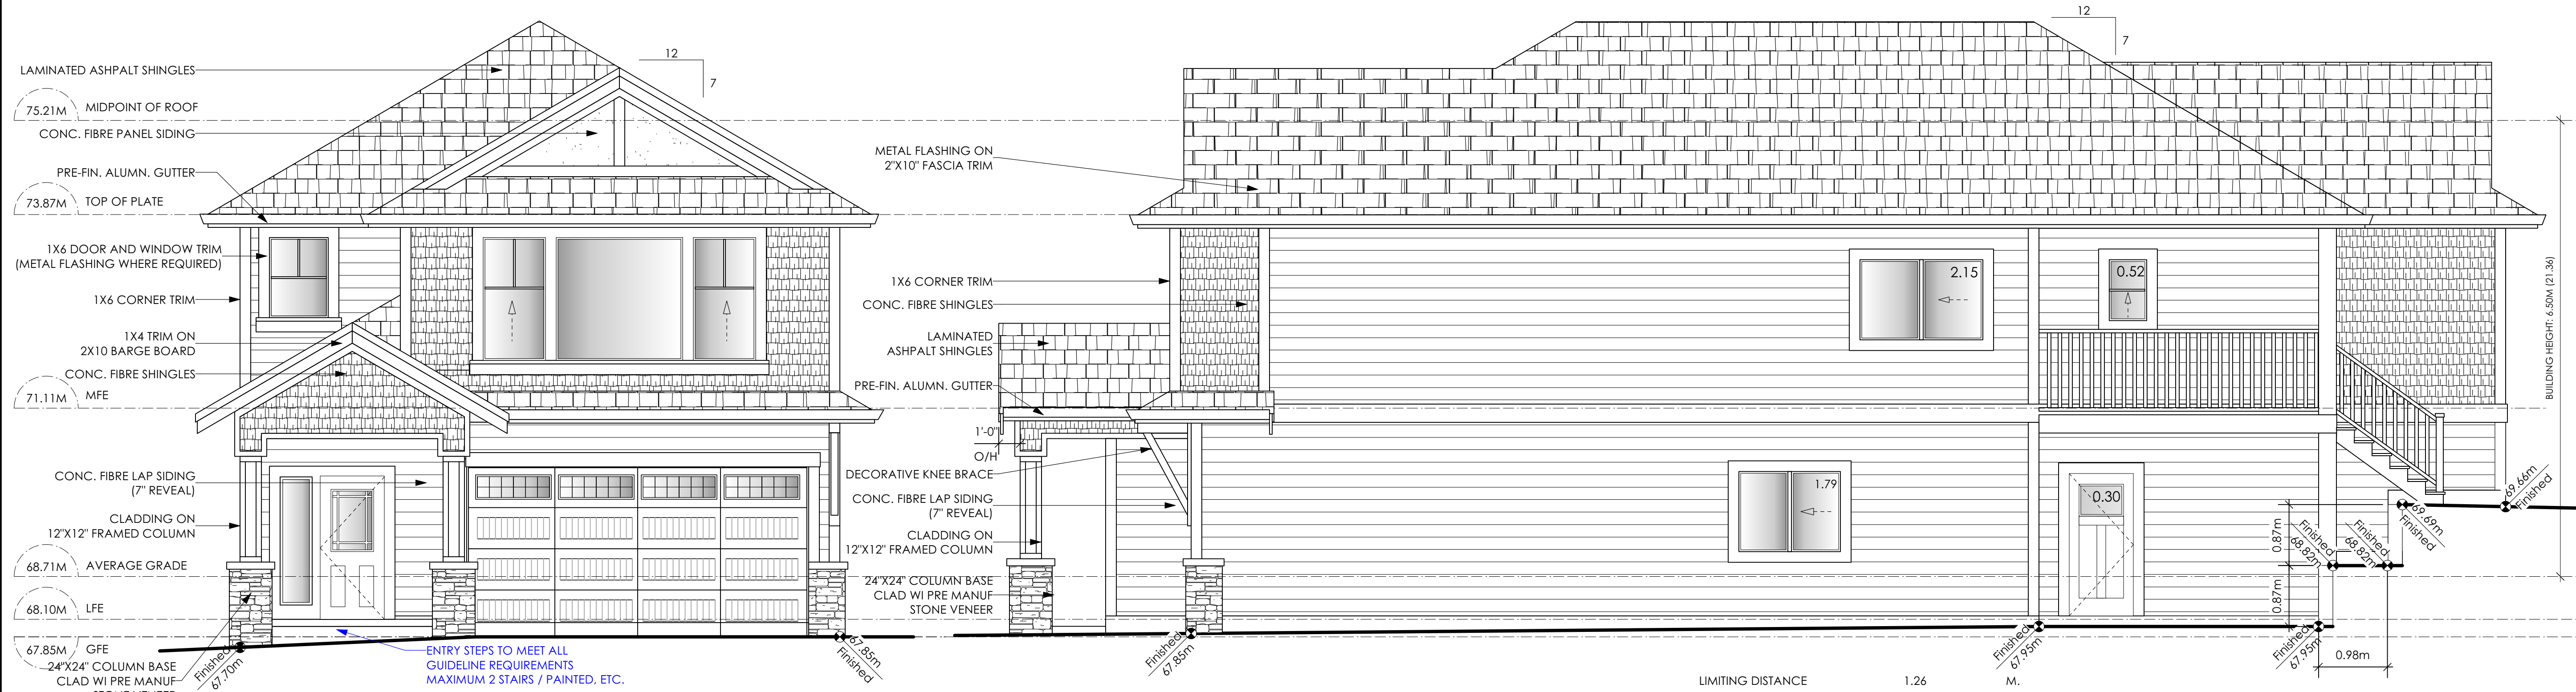 12
7
LAMINATED ASHPALT SHINGLES
75.21M MIDPOINT OF ROOF
CONC. FIBRE PANEL SIDING
PRE-FIN. ALUMN. GUTTER
73.87M TOP OF PLATE
1X6 DOOR AND WINDOW TRIM
(METAL FLASHING WHERE REQUIRED)
1X6 CORNER TRIM
1X4 TRIM ON
2X10 BARGE BOARD
CONC. FIBRE SHINGLES
71.11M MFE
CONC. FIBRE LAP SIDING
(7" REVEAL)
CLADDING ON
12"X12" FRAMED COLUMN
68.71M AVERAGE GRADE
68.10M LFE
67.85M GFE
24"X24" COLUMN BASE
CLAD WI PRE MANUF
STONE VENEER
Finished
67.70m
ENTRY STEPS TO MEET ALL
GUIDELINE REQUIREMENTS
MAXIMUM 2 STAIRS / PAINTED, ETC.
67.85m
Finished
12
7
METAL FLASHING ON
2"X10" FASCIA TRIM
1X6 CORNER TRIM
CONC. FIBRE SHINGLES
LAMINATED
ASHPALT SHINGLES
PRE-FIN. ALUMN. GUTTER
1'-0"
O/H
DECORATIVE KNEE BRACE
CONC. FIBRE LAP SIDING
(7" REVEAL)
CLADDING ON
12"X12" FRAMED COLUMN
24"X24" COLUMN BASE
CLAD WI PRE MANUF
STONE VENEER
2.15
0.52
1.79
0.30
Finished
67.85m
Finished
67.95m
Finished
67.95m
0.87m
0.87m
Finished
68.82m
Finished
68.82m
69.69m
Finished
69.66m
Finished
0.98m
BUILDING HEIGHT: 6.50M (21.36)
LIMITING DISTANCE 1.26 M.